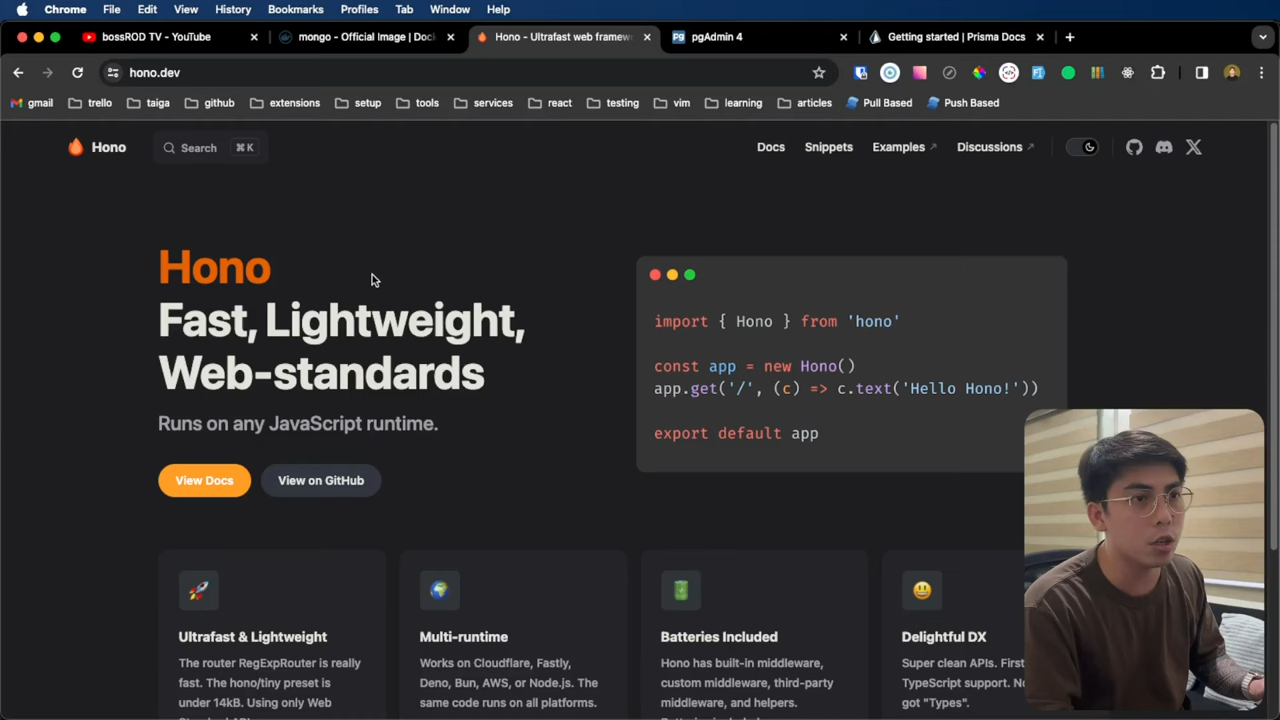 Chrome File Edit View History Bookmarks Profiles Tab Window Help
bossROD TV - YouTube mongo - Official Image | Dock Hono - Ultrafast web framew pgAdmin 4 Getting started | Prisma Docs
hono.dev
gmail trello taiga github extensions setup tools services react testing vim learning articles Pull Based Push Based
Hono Search ⌘K Docs Snippets Examples Discussions
Hono
Fast, Lightweight,
Web-standards
Runs on any JavaScript runtime.
View Docs View on GitHub
import { Hono } from 'hono'
const app = new Hono()
app.get('/', (c) => c.text('Hello Hono!'))
export default app
Ultrafast & Lightweight
The router RegExpRouter is really
fast. The hono/tiny preset is
under 14kB. Using only Web
Multi-runtime
Works on Cloudflare, Fastly,
Deno, Bun, AWS, or Node.js. The
same code runs on all platforms.
Batteries Included
Hono has built-in middleware,
custom middleware, third-party
middleware, and helpers.
Delightful DX
Super clean APIs. First
TypeScript support. No
got "Types".